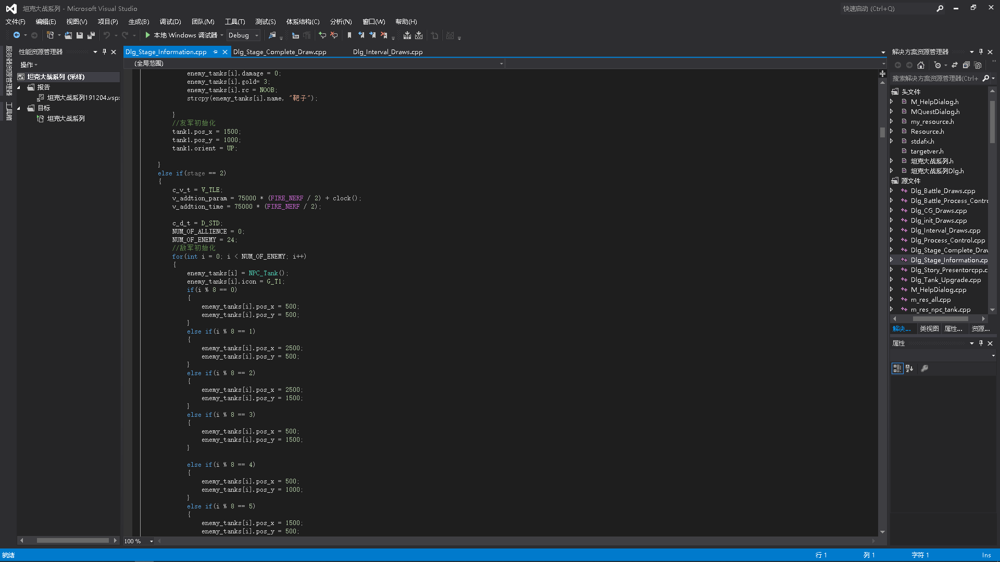 坦克大战系列 - Microsoft Visual Studio
快速启动 (Ctrl+Q)
文件(F) 编辑(E) 视图(V) 项目(P) 生成(B) 调试(D) 团队(M) 工具(T) 测试(S) 体系结构(C) 分析(N) 窗口(W) 帮助(H)
本地 Windows 调试器 Debug
服务器资源管理器
工具箱
性能资源管理器
操作
坦克大战系列 (采样)
报告
坦克大战系列191204.vsp
目标
坦克大战系列
Dlg_Stage_Information.cpp Dlg_Stage_Complete_Draw.cpp Dlg_Interval_Draws.cpp
(全局范围)
enemy_tanks[i].damage = 0;
enemy_tanks[i].gold= 3;
enemy_tanks[i].rc = NOOB;
strcpy(enemy_tanks[i].name, "靶子");
}
//友军初始化
tank1.pos_x = 1500;
tank1.pos_y = 1000;
tank1.orient = UP;
}
else if(stage == 2)
{
c_v_t = V_TLE;
v_addtion_param = 75000 * (FIRE_NERF / 2) + clock();
v_addtion_time = 75000 * (FIRE_NERF / 2);
c_d_t = D_STD;
NUM_OF_ALLIENCE = 0;
NUM_OF_ENEMY = 24;
//敌军初始化
for(int i = 0; i < NUM_OF_ENEMY; i++)
{
enemy_tanks[i] = NPC_Tank();
enemy_tanks[i].icon = G_T1;
if(i % 8 == 0)
{
enemy_tanks[i].pos_x = 500;
enemy_tanks[i].pos_y = 500;
}
else if(i % 8 == 1)
{
enemy_tanks[i].pos_x = 2500;
enemy_tanks[i].pos_y = 500;
}
else if(i % 8 == 2)
{
enemy_tanks[i].pos_x = 2500;
enemy_tanks[i].pos_y = 1500;
}
else if(i % 8 == 3)
{
enemy_tanks[i].pos_x = 500;
enemy_tanks[i].pos_y = 1500;
}
else if(i % 8 == 4)
{
enemy_tanks[i].pos_x = 500;
enemy_tanks[i].pos_y = 1000;
}
else if(i % 8 == 5)
{
enemy_tanks[i].pos_x = 1500;
enemy_tanks[i].pos_y = 500;
100 %
解决方案资源管理器
搜索解决方案资源管理器(Ctrl+
头文件
M_HelpDialog.h
MQuestDialog.h
my_resource.h
Resource.h
stdafx.h
targetver.h
坦克大战系列.h
坦克大战系列Dlg.h
源文件
Dlg_Battle_Draws.cpp
Dlg_Battle_Process_Contro
Dlg_CG_Draws.cpp
Dlg_init_Draws.cpp
Dlg_Interval_Draws.cpp
Dlg_Process_Control.cpp
Dlg_Stage_Complete_Draw
Dlg_Stage_Information.cp
Dlg_Story_Presentorcpp.c
Dlg_Tank_Upgrade.cpp
M_HelpDialog.cpp
m_res_all.cpp
m_res_npc_tank.cpp
解决... 类视图 属性... 资源...
属性
就绪 行 1 列 1 字符 1 Ins